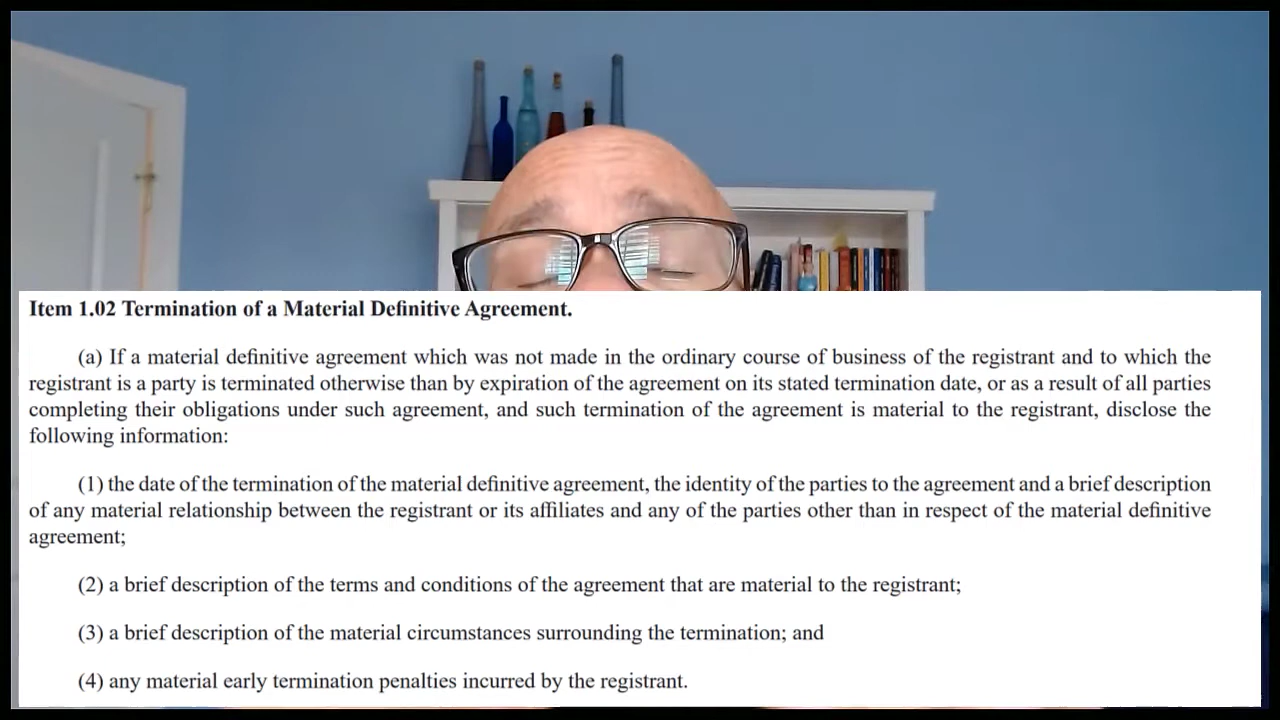 Item 1.02 Termination of a Material Definitive Agreement.
(a) If a material definitive agreement which was not made in the ordinary course of business of the registrant and to which the
registrant is a party is terminated otherwise than by expiration of the agreement on its stated termination date, or as a result of all parties
completing their obligations under such agreement, and such termination of the agreement is material to the registrant, disclose the
following information:
(1) the date of the termination of the material definitive agreement, the identity of the parties to the agreement and a brief description
of any material relationship between the registrant or its affiliates and any of the parties other than in respect of the material definitive
agreement;
(2) a brief description of the terms and conditions of the agreement that are material to the registrant;
(3) a brief description of the material circumstances surrounding the termination; and
(4) any material early termination penalties incurred by the registrant.